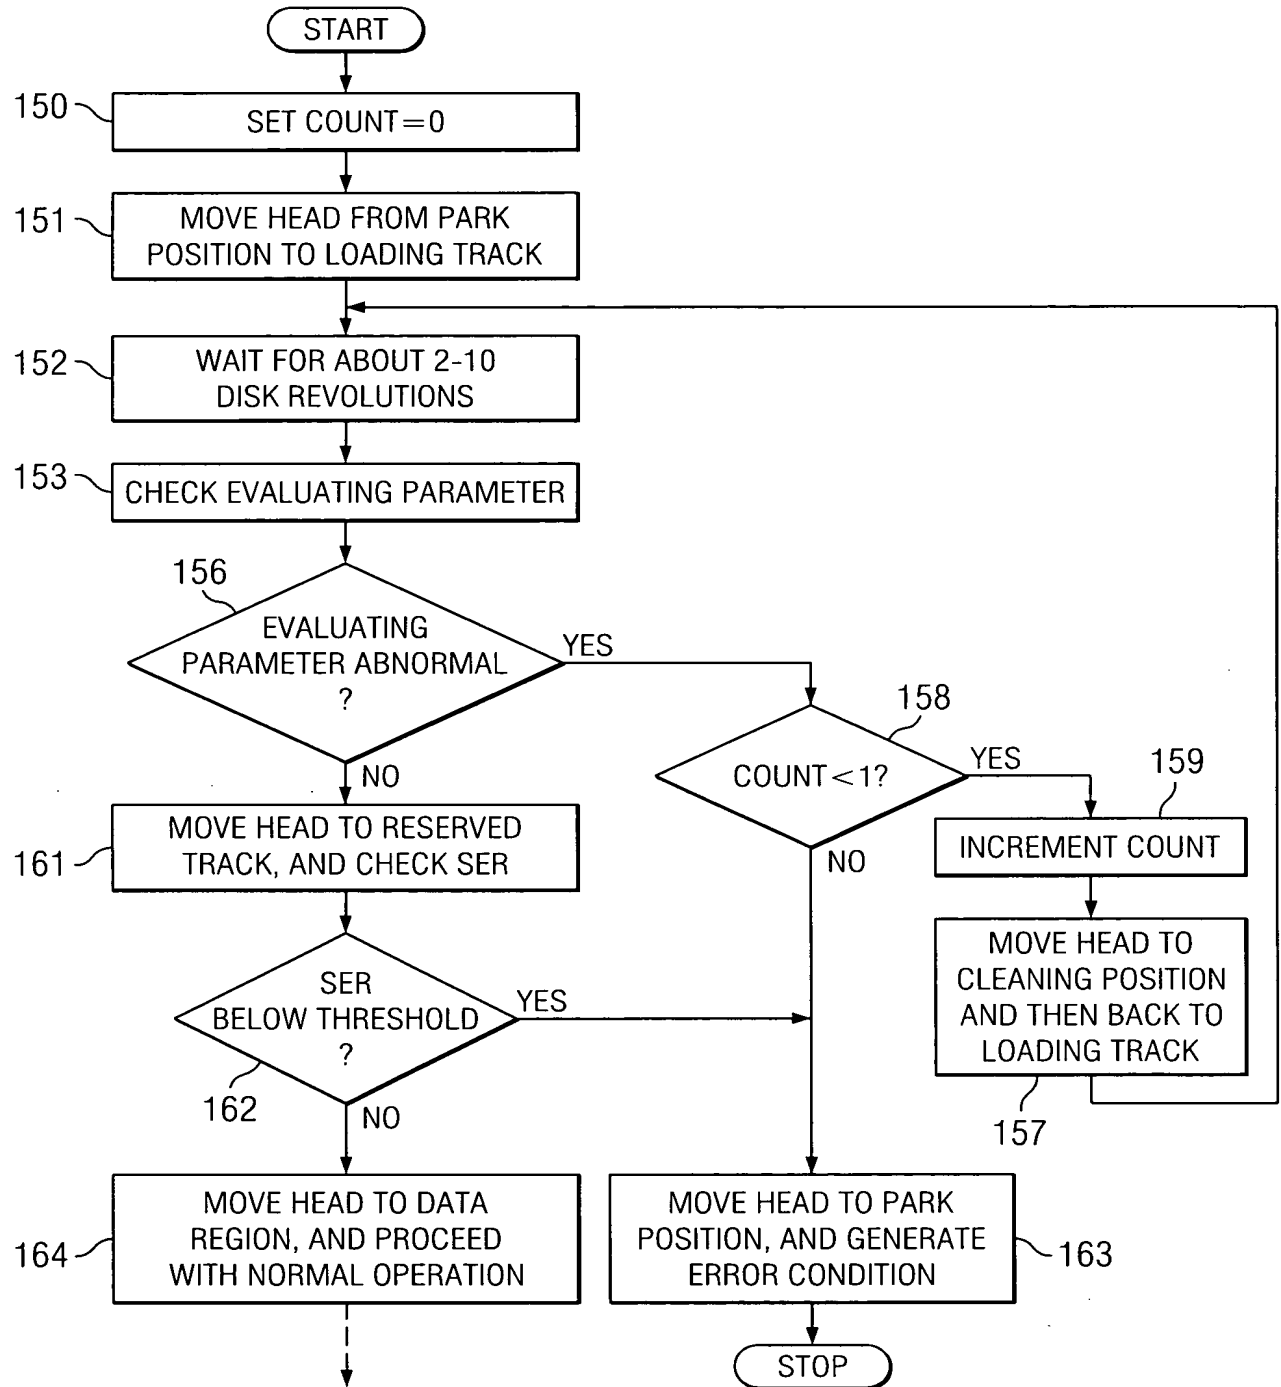 START
150
SET COUNT=0
151
MOVE HEAD FROM PARK
POSITION TO LOADING TRACK
152
WAIT FOR ABOUT 2-10
DISK REVOLUTIONS
153
CHECK EVALUATING PARAMETER
156
EVALUATING
PARAMETER ABNORMAL
?
YES
NO
158
COUNT<1?
YES
NO
159
INCREMENT COUNT
157
MOVE HEAD TO
CLEANING POSITION
AND THEN BACK TO
LOADING TRACK
161
MOVE HEAD TO RESERVED
TRACK, AND CHECK SER
162
SER
BELOW THRESHOLD
?
YES
NO
164
MOVE HEAD TO DATA
REGION, AND PROCEED
WITH NORMAL OPERATION
163
MOVE HEAD TO PARK
POSITION, AND GENERATE
ERROR CONDITION
STOP